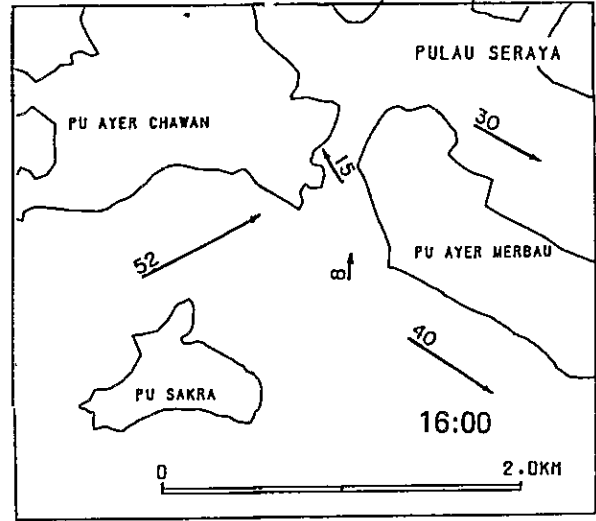 PULAU SERAYA
PU AYER CHAWAN
30
15
52
PU AYER MERBAU
8
40
PU SAKRA
16:00
0 2.0KM